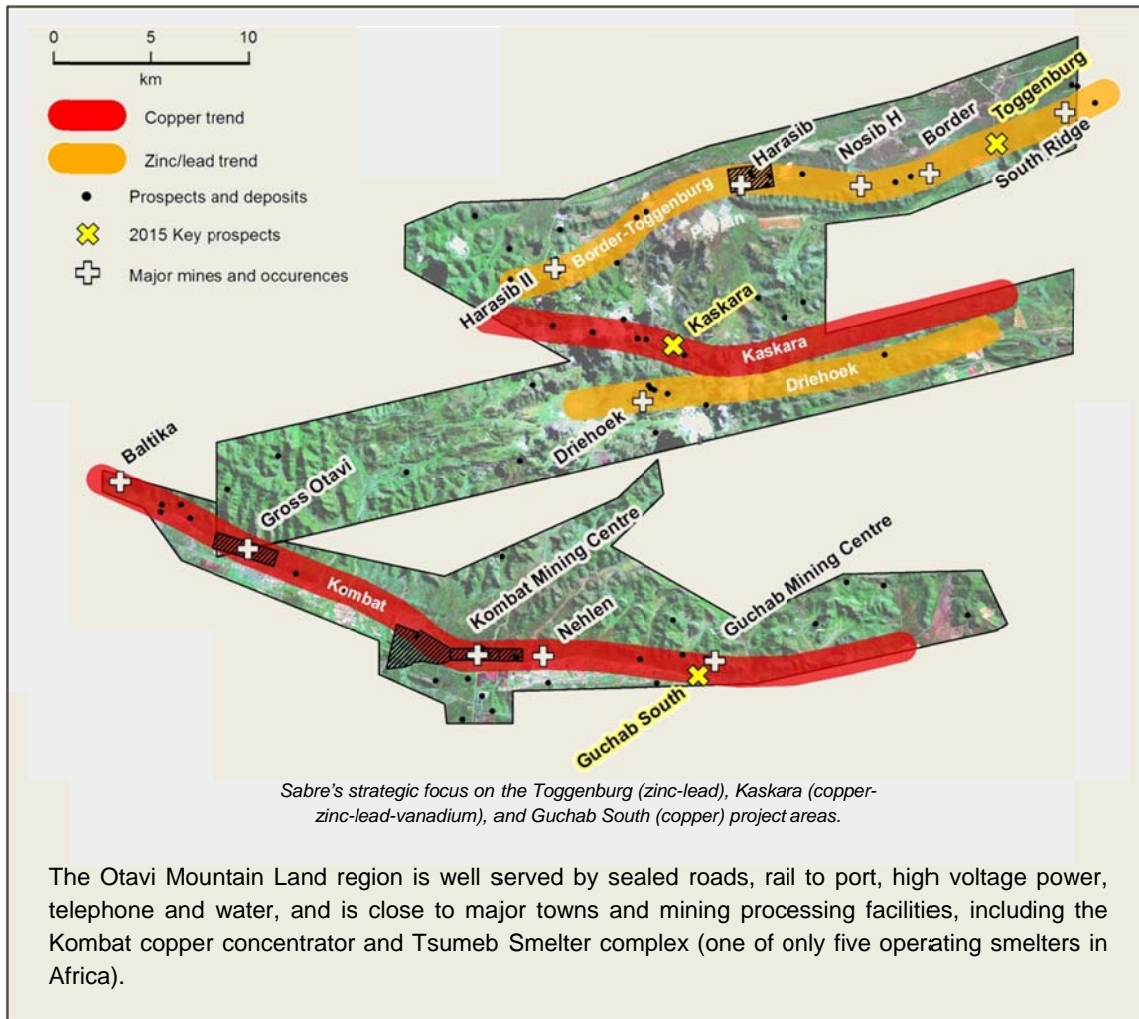 0 5 10
km
Copper trend
Zinc/lead trend
Prospects and deposits
2015 Key prospects
Major mines and occurences
Toggenburg
Border
Nosib H
Harasib
South Ridge
Border-Toggenburg
Harasib II
Kaskara
Kaskara
Driehoek
Driehoek
Baltika
Gross Otavi
Kombat
Kombat Mining Centre
Nehlen
Guchab Mining Centre
Guchab South
Sabre's strategic focus on the Toggenburg (zinc-lead), Kaskara (copper-
zinc-lead-vanadium), and Guchab South (copper) project areas.
The Otavi Mountain Land region is well served by sealed roads, rail to port, high voltage power,
telephone and water, and is close to major towns and mining processing facilities, including the
Kombat copper concentrator and Tsumeb Smelter complex (one of only five operating smelters in
Africa).